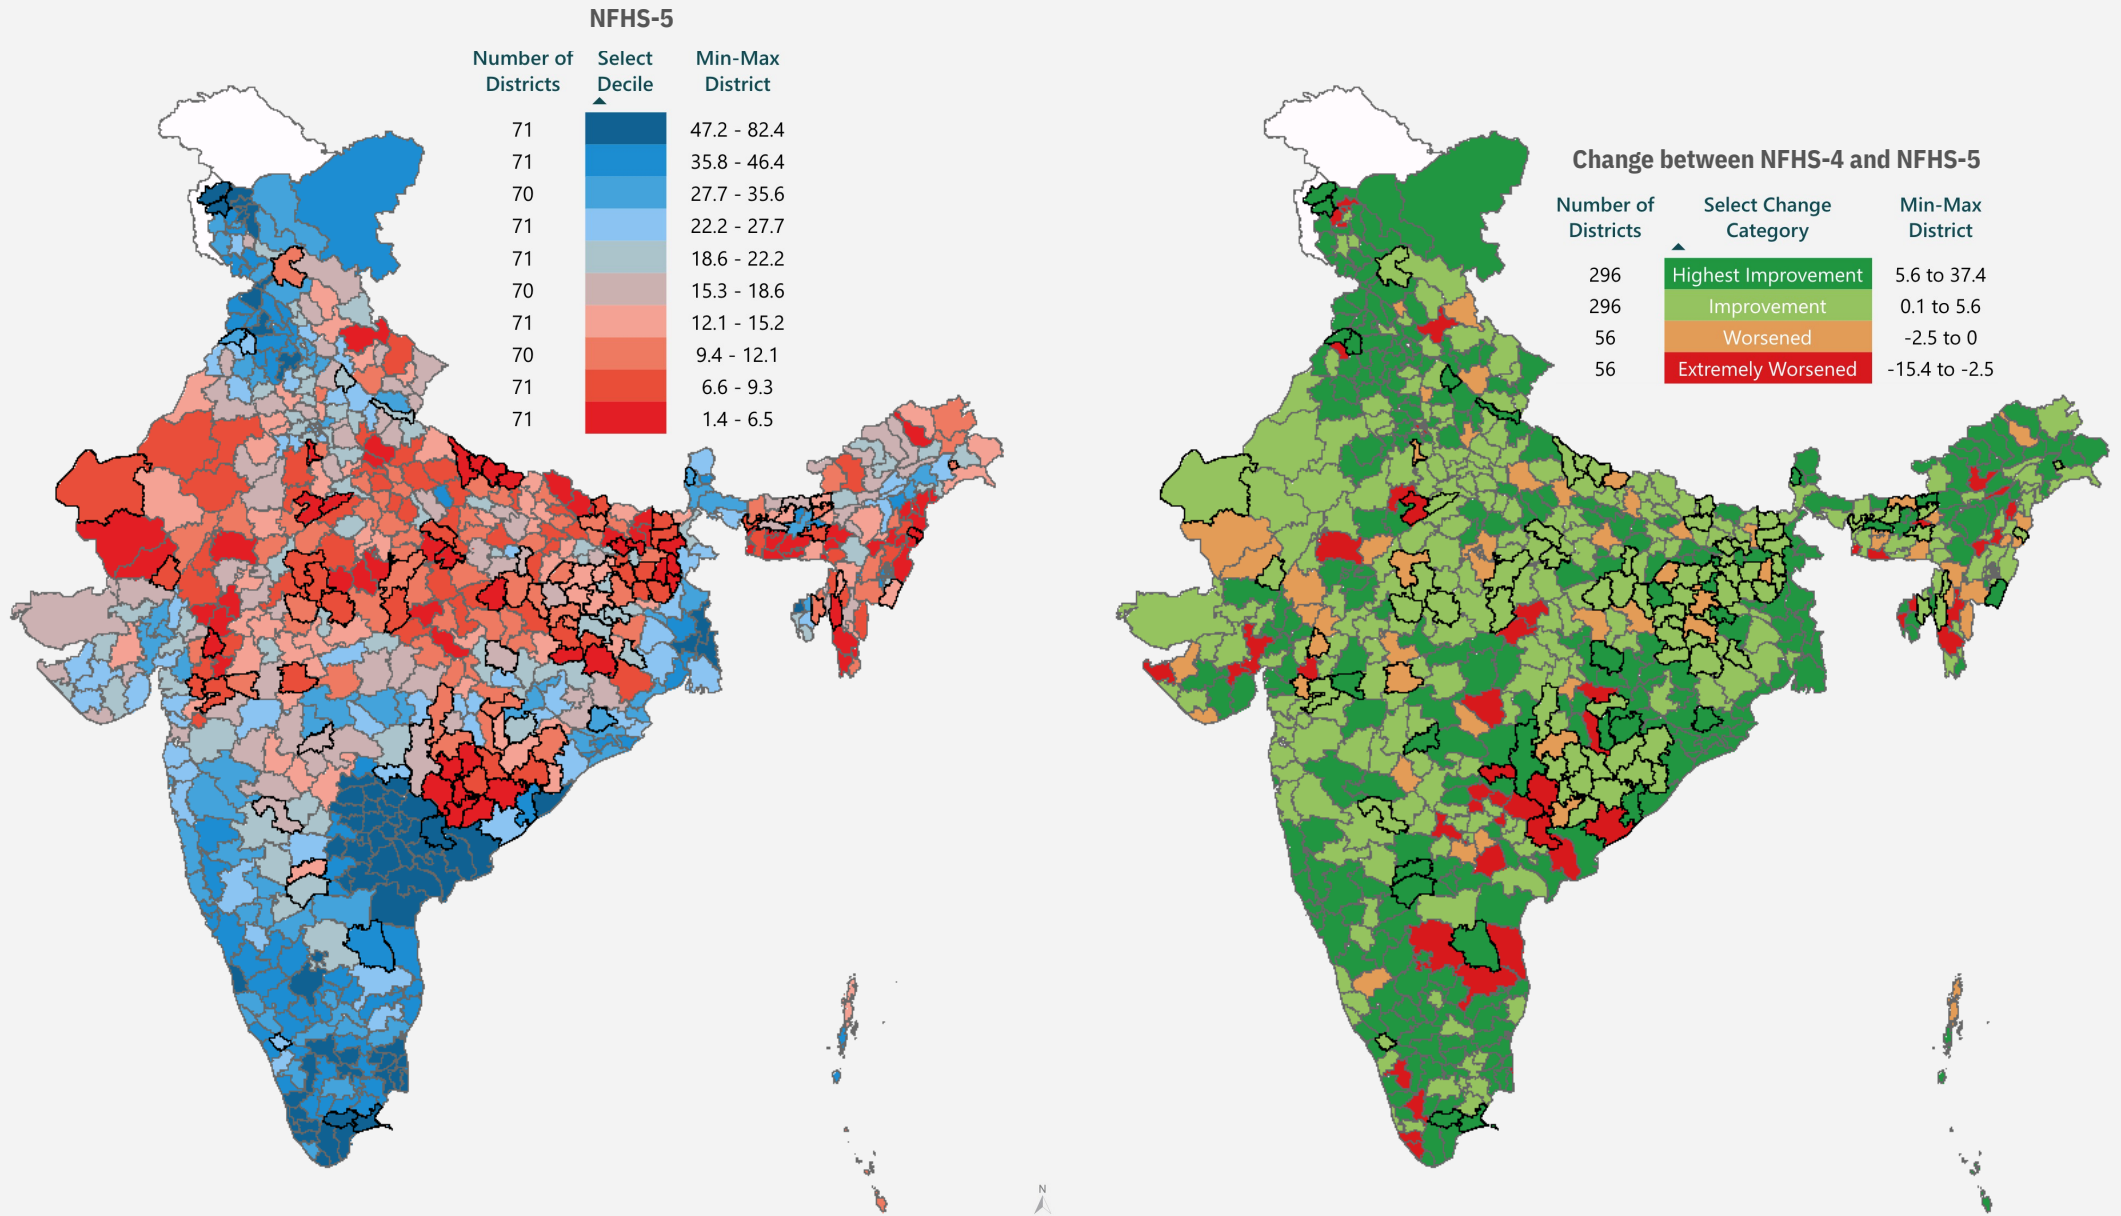 NFHS-5
Number of Districts Select Decile Min-Max District
71 47.2 - 82.4
71 35.8 - 46.4
70 27.7 - 35.6
71 22.2 - 27.7
71 18.6 - 22.2
70 15.3 - 18.6
71 12.1 - 15.2
70 9.4 - 12.1
71 6.6 - 9.3
71 1.4 - 6.5
Change between NFHS-4 and NFHS-5
Number of Districts Select Change Category Min-Max District
296 Highest Improvement 5.6 to 37.4
296 Improvement 0.1 to 5.6
56 Worsened -2.5 to 0
56 Extremely Worsened -15.4 to -2.5
N